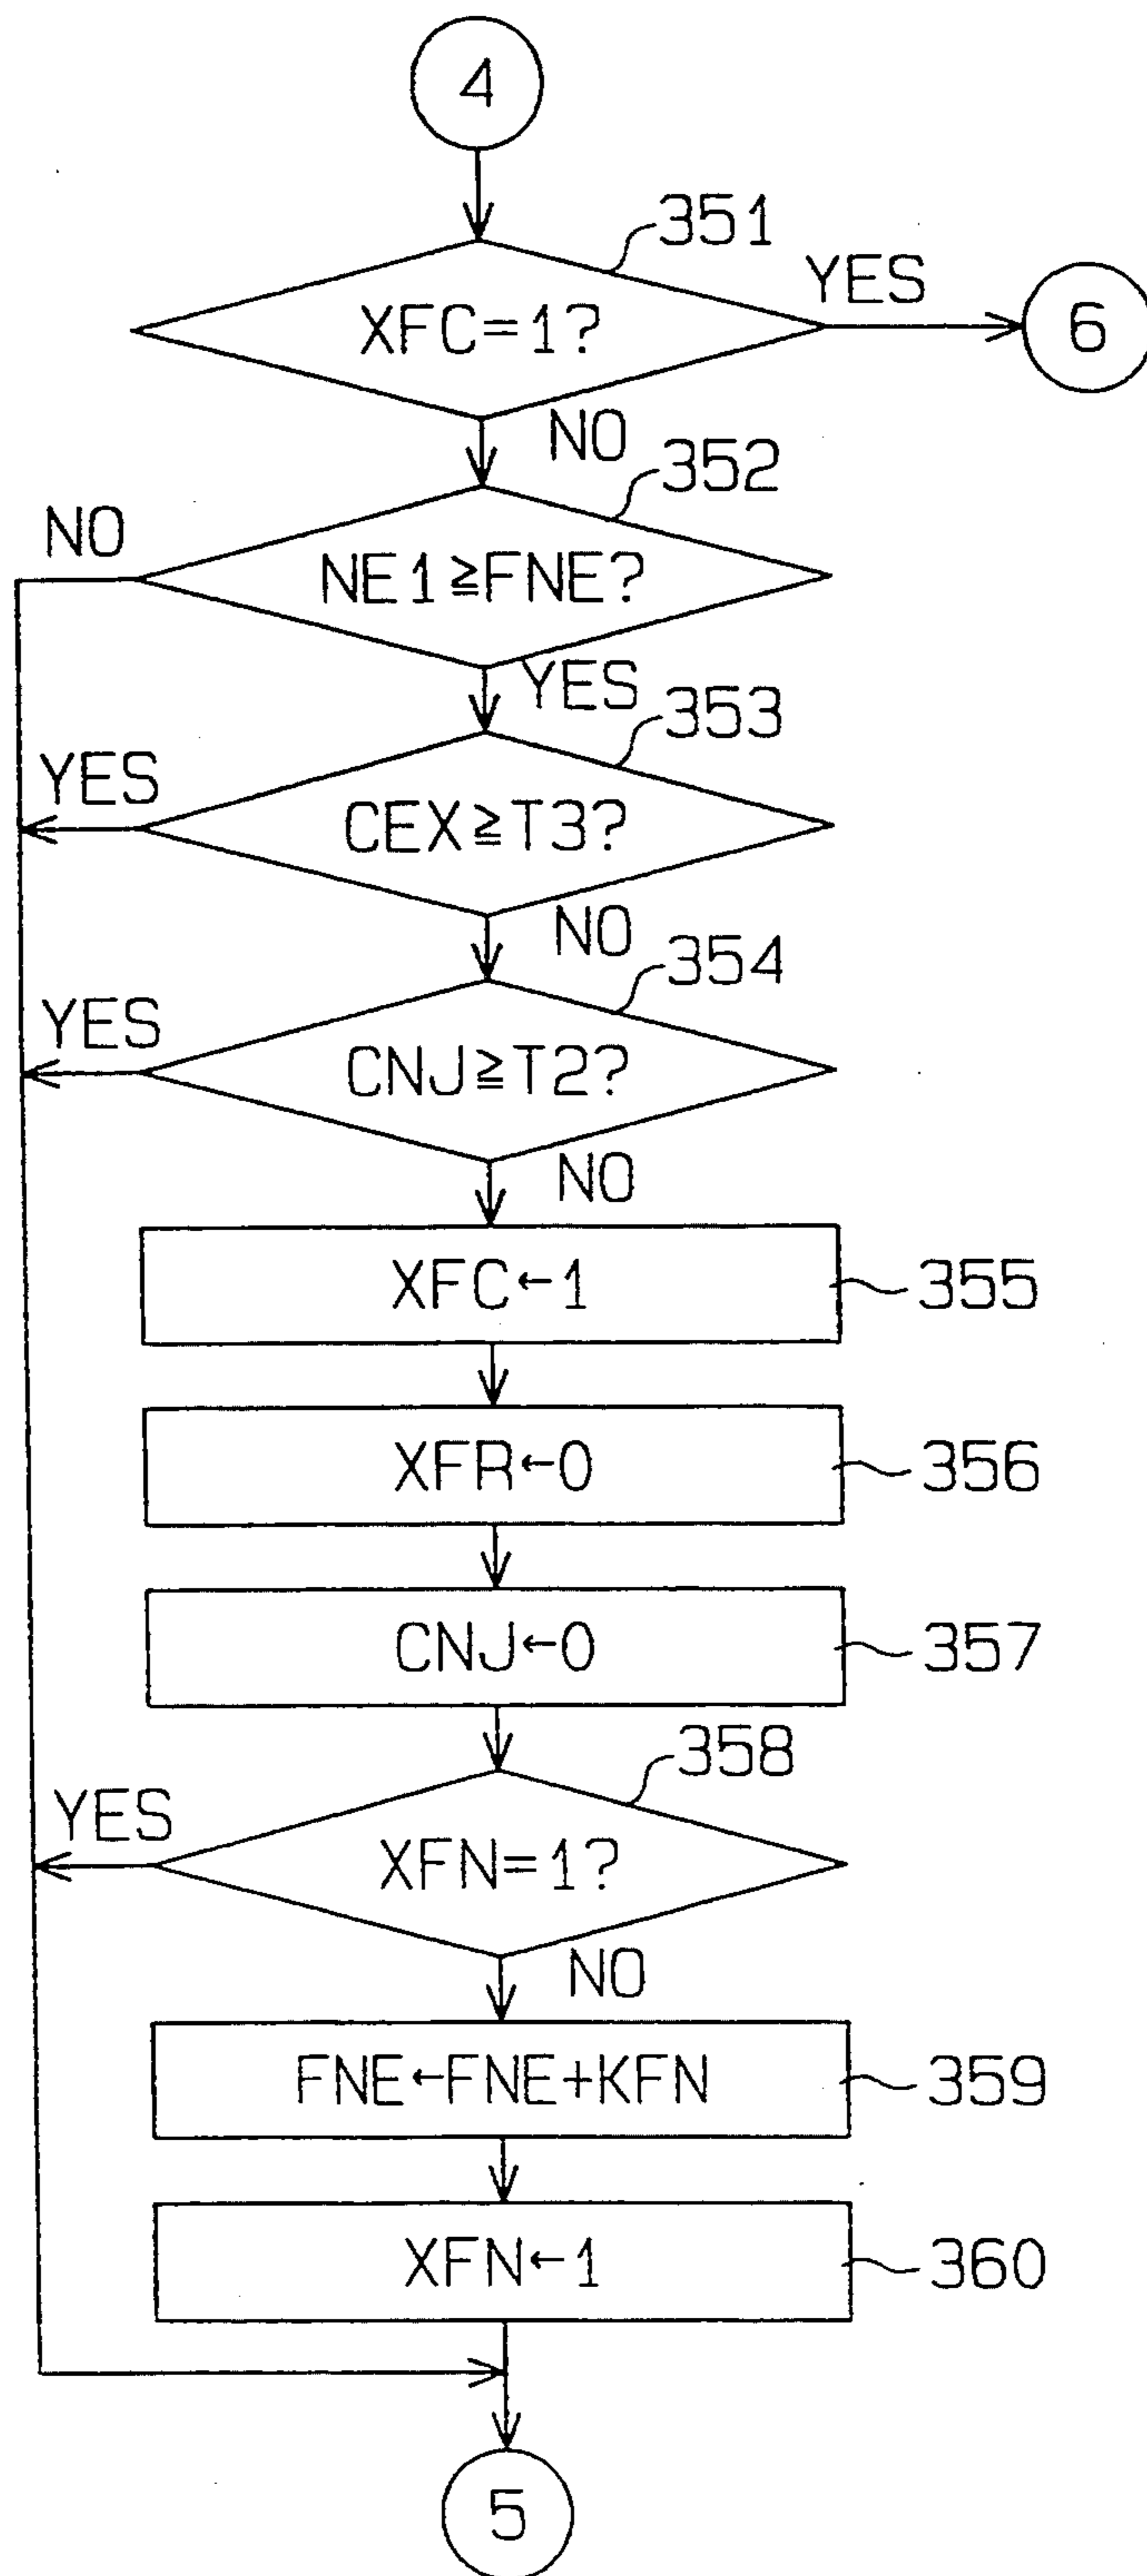 4
351
XFC=1?
YES
6
NO
352
NO
NE1≧FNE?
YES
353
YES
CEX≧T3?
NO
354
YES
CNJ≧T2?
NO
XFC←1
355
XFR←0
356
CNJ←0
357
358
YES
XFN=1?
NO
FNE←FNE+KFN
359
XFN←1
360
5